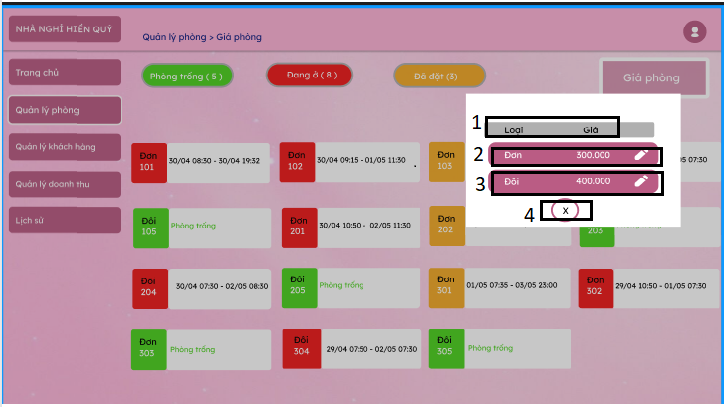 NHÀ NGHỈ HIỀN QUÝ
Quản lý phòng > Giá phòng
Trang chủ
Phòng trống ( 5 )
Đang ở ( 8 )
Đã đặt (3)
Giá phòng
Quản lý phòng
Quản lý khách hàng
Quản lý doanh thu
Lịch sử
1
Loại Giá
2
Đơn 300.000
3
Đôi 400.000
4
X
Đơn
101
30/04 08:30 - 30/04 19:32
Đơn
102
30/04 09:15 - 01/05 11:30
Đơn
103
05 07:30
Đôi
105
Phòng trống
Đơn
201
30/04 10:50 - 02/05 11:30
Đôi
202
203
Đôi
204
30/04 07:30 - 02/05 08:30
Đôi
205
Phòng trống
Đơn
301
01/05 07:35 - 03/05 23:00
Đơn
302
29/04 10:50 - 01/05 07:30
Đơn
303
Phòng trống
Đôi
304
29/04 07:50 - 02/05 07:30
Đôi
305
Phòng trống